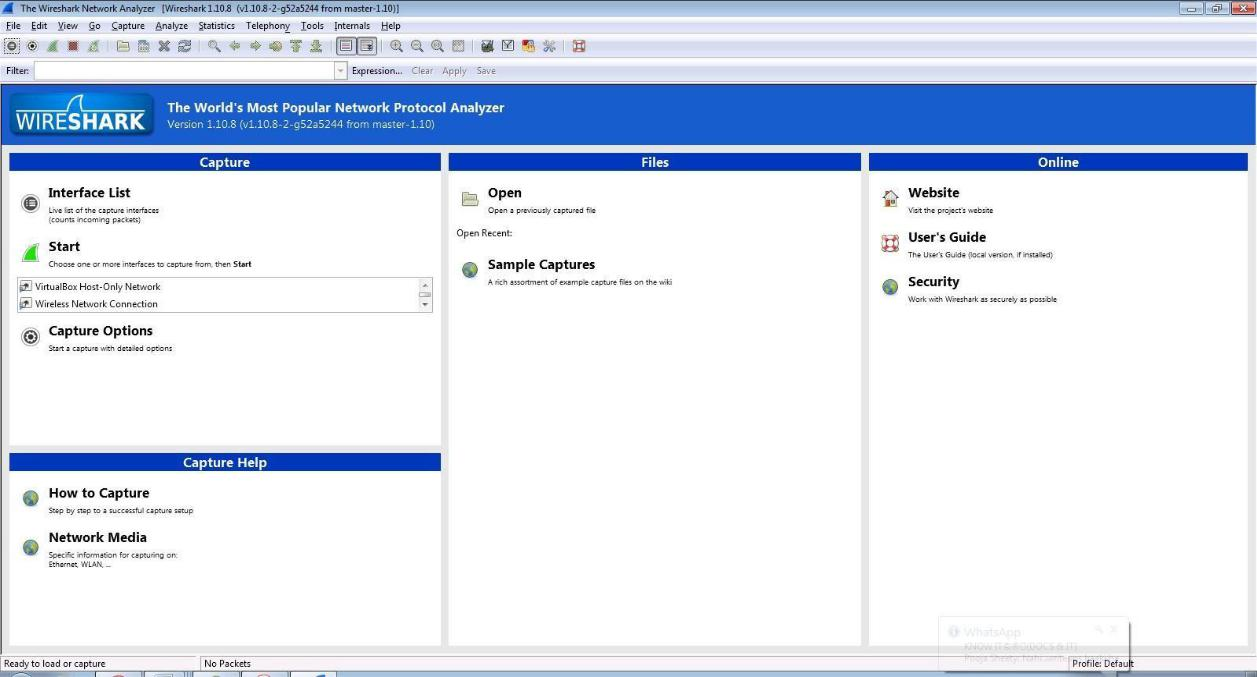 The Wireshark Network Analyzer [Wireshark 1.10.8 (v1.10.8-2-g52a5244 from master-1.10)]
File Edit View Go Capture Analyze Statistics Telephony Tools Internals Help
Filter: Expression... Clear Apply Save
WIRESHARK
The World's Most Popular Network Protocol Analyzer
Version 1.10.8 (v1.10.8-2-g52a5244 from master-1.10)
Capture
Interface List
Live list of the capture interfaces
(counts incoming packets)
Start
Choose one or more interfaces to capture from, then Start
VirtualBox Host-Only Network
Wireless Network Connection
Capture Options
Start a capture with detailed options
Capture Help
How to Capture
Step by step to a successful capture setup
Network Media
Specific information for capturing on:
Ethernet, WLAN, ...
Files
Open
Open a previously captured file
Open Recent:
Sample Captures
A rich assortment of example capture files on the wiki
Online
Website
Visit the project's website
User's Guide
The User's Guide (local version, if installed)
Security
Work with Wireshark as securely as possible
WhatsApp
Ready to load or capture
No Packets
Profile: Default